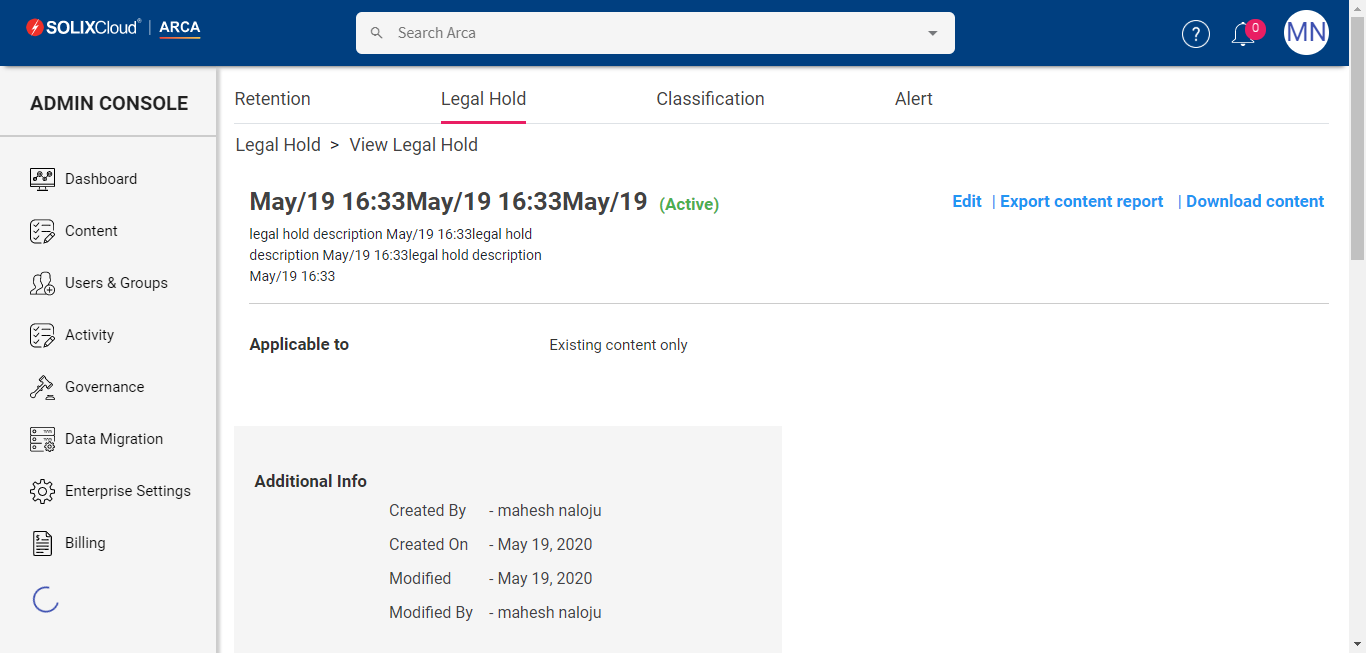 SOLIXCloud® | ARCA
Search Arca
?
0
MN
ADMIN CONSOLE
Dashboard
Content
Users & Groups
Activity
Governance
Data Migration
Enterprise Settings
Billing
Retention
Legal Hold
Classification
Alert
Legal Hold > View Legal Hold
May/19 16:33May/19 16:33May/19 (Active)
Edit | Export content report | Download content
legal hold description May/19 16:33legal hold
description May/19 16:33legal hold description
May/19 16:33
Applicable to Existing content only
Additional Info
Created By - mahesh naloju
Created On - May 19, 2020
Modified - May 19, 2020
Modified By - mahesh naloju